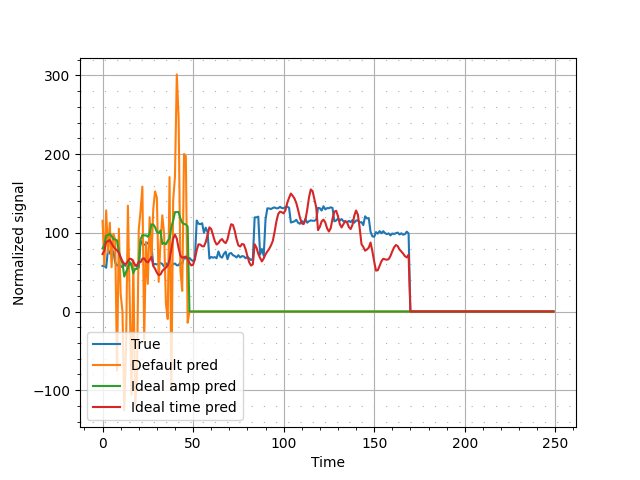 300
200
100
0
−100
Normalized signal
True
Default pred
Ideal amp pred
Ideal time pred
0
50
100
150
200
250
Time